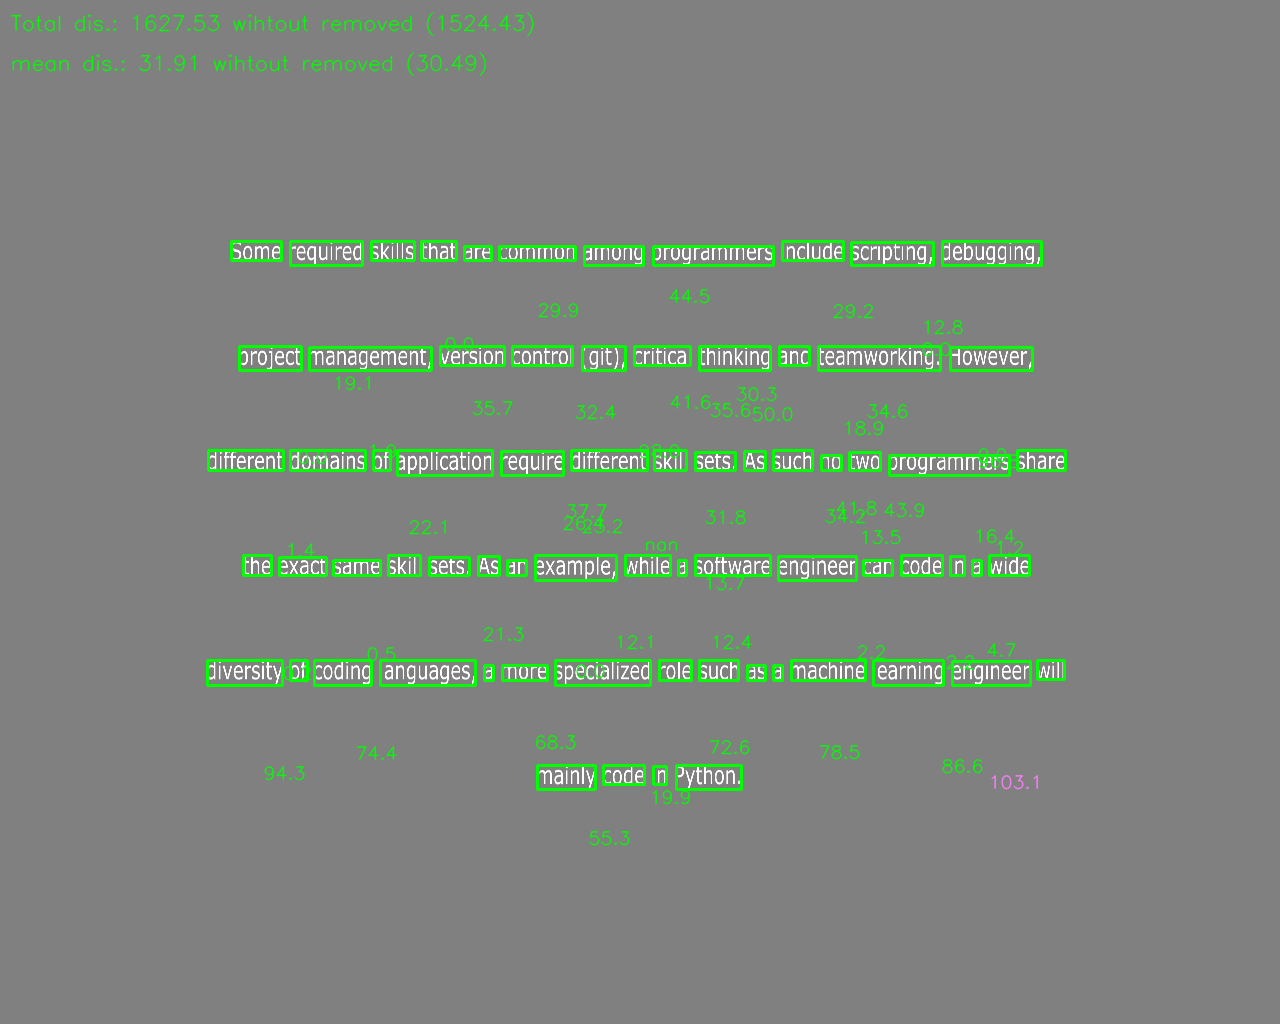 Total dis.: 1627.53 wihtout removed (1524.43)
mean dis.: 31.91 wihtout removed (30.49)
Some required skills that are common among programmers include scripting, debugging,
44.5
29.9 29.2
12.8
0.0 0.0
project management, version control (git), critical thinking and teamworking. However,
19.1
30.3
35.7 32.4 41.6 35.6 50.0 34.6
18.9
different domains of application require different skill sets. As such no two programmers share
37.7 41.8 43.9
22.1 26.4 23.2 31.8 34.2
13.5 16.4
nan
1.4 1.2
the exact same skill sets. As an example, while a software engineer can code in a wide
13.7
21.3 12.1 12.4
0.5 2.2 4.7
diversity of coding languages, a more specialized role such as a machine learning engineer will
68.3 72.6
74.4 78.5
94.3 86.6 103.1
mainly code in Python.
19.9
55.3